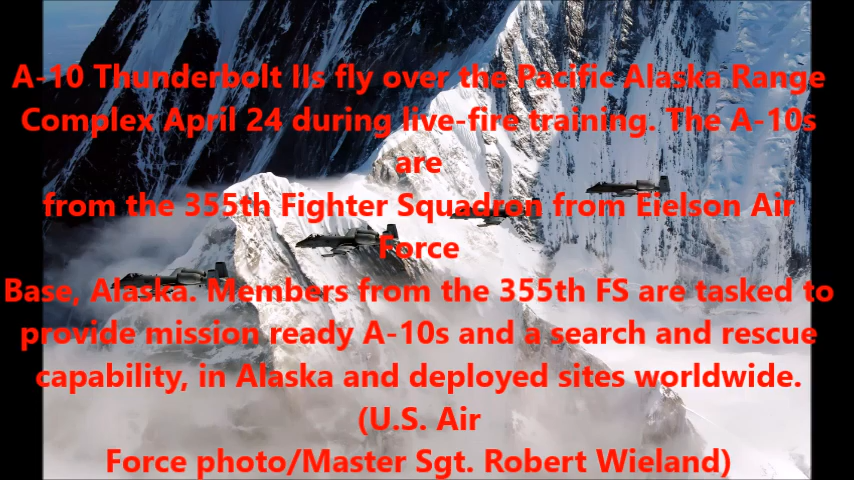 A-10 Thunderbolt IIs fly over the Pacific Alaska Range
Complex April 24 during live-fire training. The A-10s
are
from the 355th Fighter Squadron from Eielson Air
Force
Base, Alaska. Members from the 355th FS are tasked to
provide mission ready A-10s and a search and rescue
capability, in Alaska and deployed sites worldwide.
(U.S. Air
Force photo/Master Sgt. Robert Wieland)